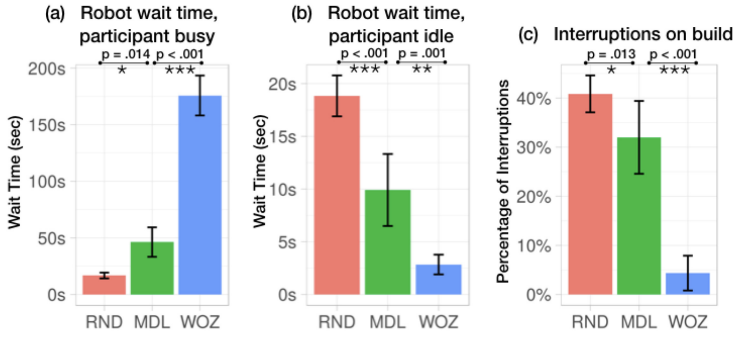 (a) Robot wait time,
participant busy
p = .014 p < .001
* ***
200s
150s
100s
50s
0s
Wait Time (sec)
RND MDL WOZ
(b) Robot wait time,
participant idle
p < .001 p = .001
*** **
20s
15s
10s
5s
0s
Wait Time (sec)
RND MDL WOZ
(c) Interruptions on build
p = .013 p < .001
* ***
40%
30%
20%
10%
0%
Percentage of Interruptions
RND MDL WOZ